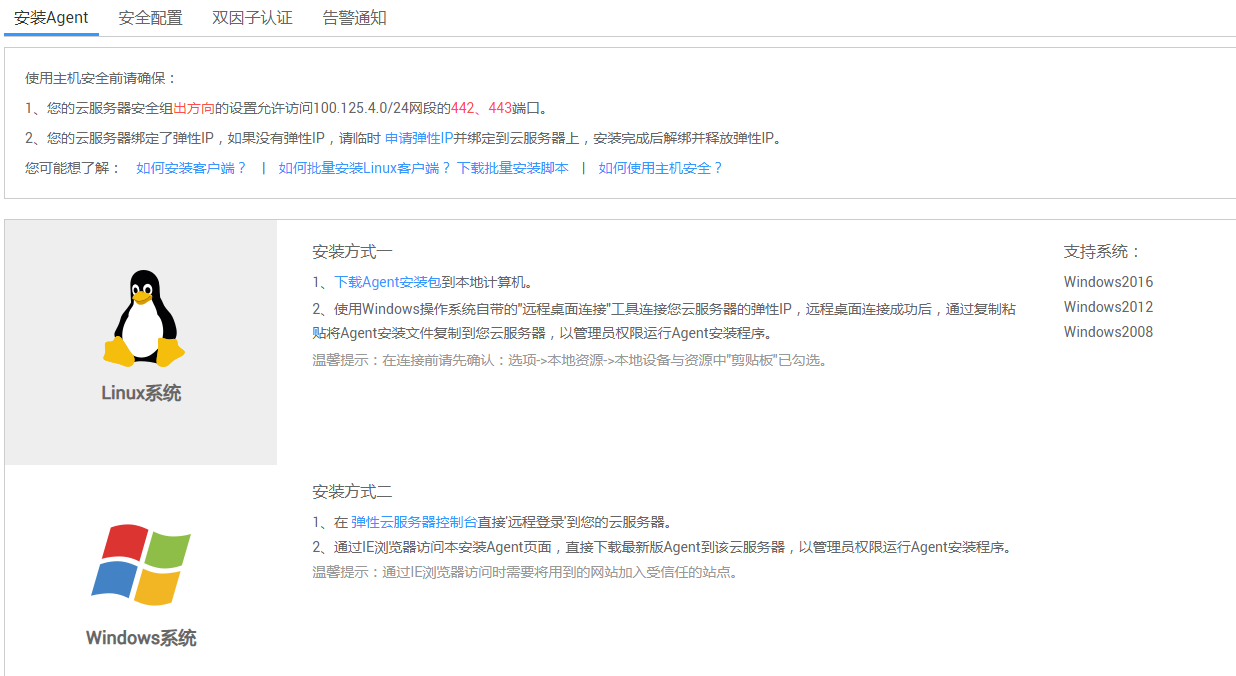 安装Agent 安全配置 双因子认证 告警通知
使用主机安全前请确保：
1、您的云服务器安全组出方向的设置允许访问100.125.4.0/24网段的442、443端口。
2、您的云服务器绑定了弹性IP，如果没有弹性IP，请临时 申请弹性IP并绑定到云服务器上，安装完成后解绑并释放弹性IP。
您可能想了解： 如何安装客户端？ | 如何批量安装Linux客户端？下载批量安装脚本 | 如何使用主机安全？
Linux系统
Windows系统
安装方式一
1、下载Agent安装包到本地计算机。
2、使用Windows操作系统自带的"远程桌面连接"工具连接您云服务器的弹性IP，远程桌面连接成功后，通过复制粘
贴将Agent安装文件复制到您云服务器，以管理员权限运行Agent安装程序。
温馨提示：在连接前请先确认：选项->本地资源->本地设备与资源中"剪贴板"已勾选。
支持系统：
Windows2016
Windows2012
Windows2008
安装方式二
1、在 弹性云服务器控制台直接'远程登录'到您的云服务器。
2、通过IE浏览器访问本安装Agent页面，直接下载最新版Agent到该云服务器，以管理员权限运行Agent安装程序。
温馨提示：通过IE浏览器访问时需要将用到的网站加入受信任的站点。